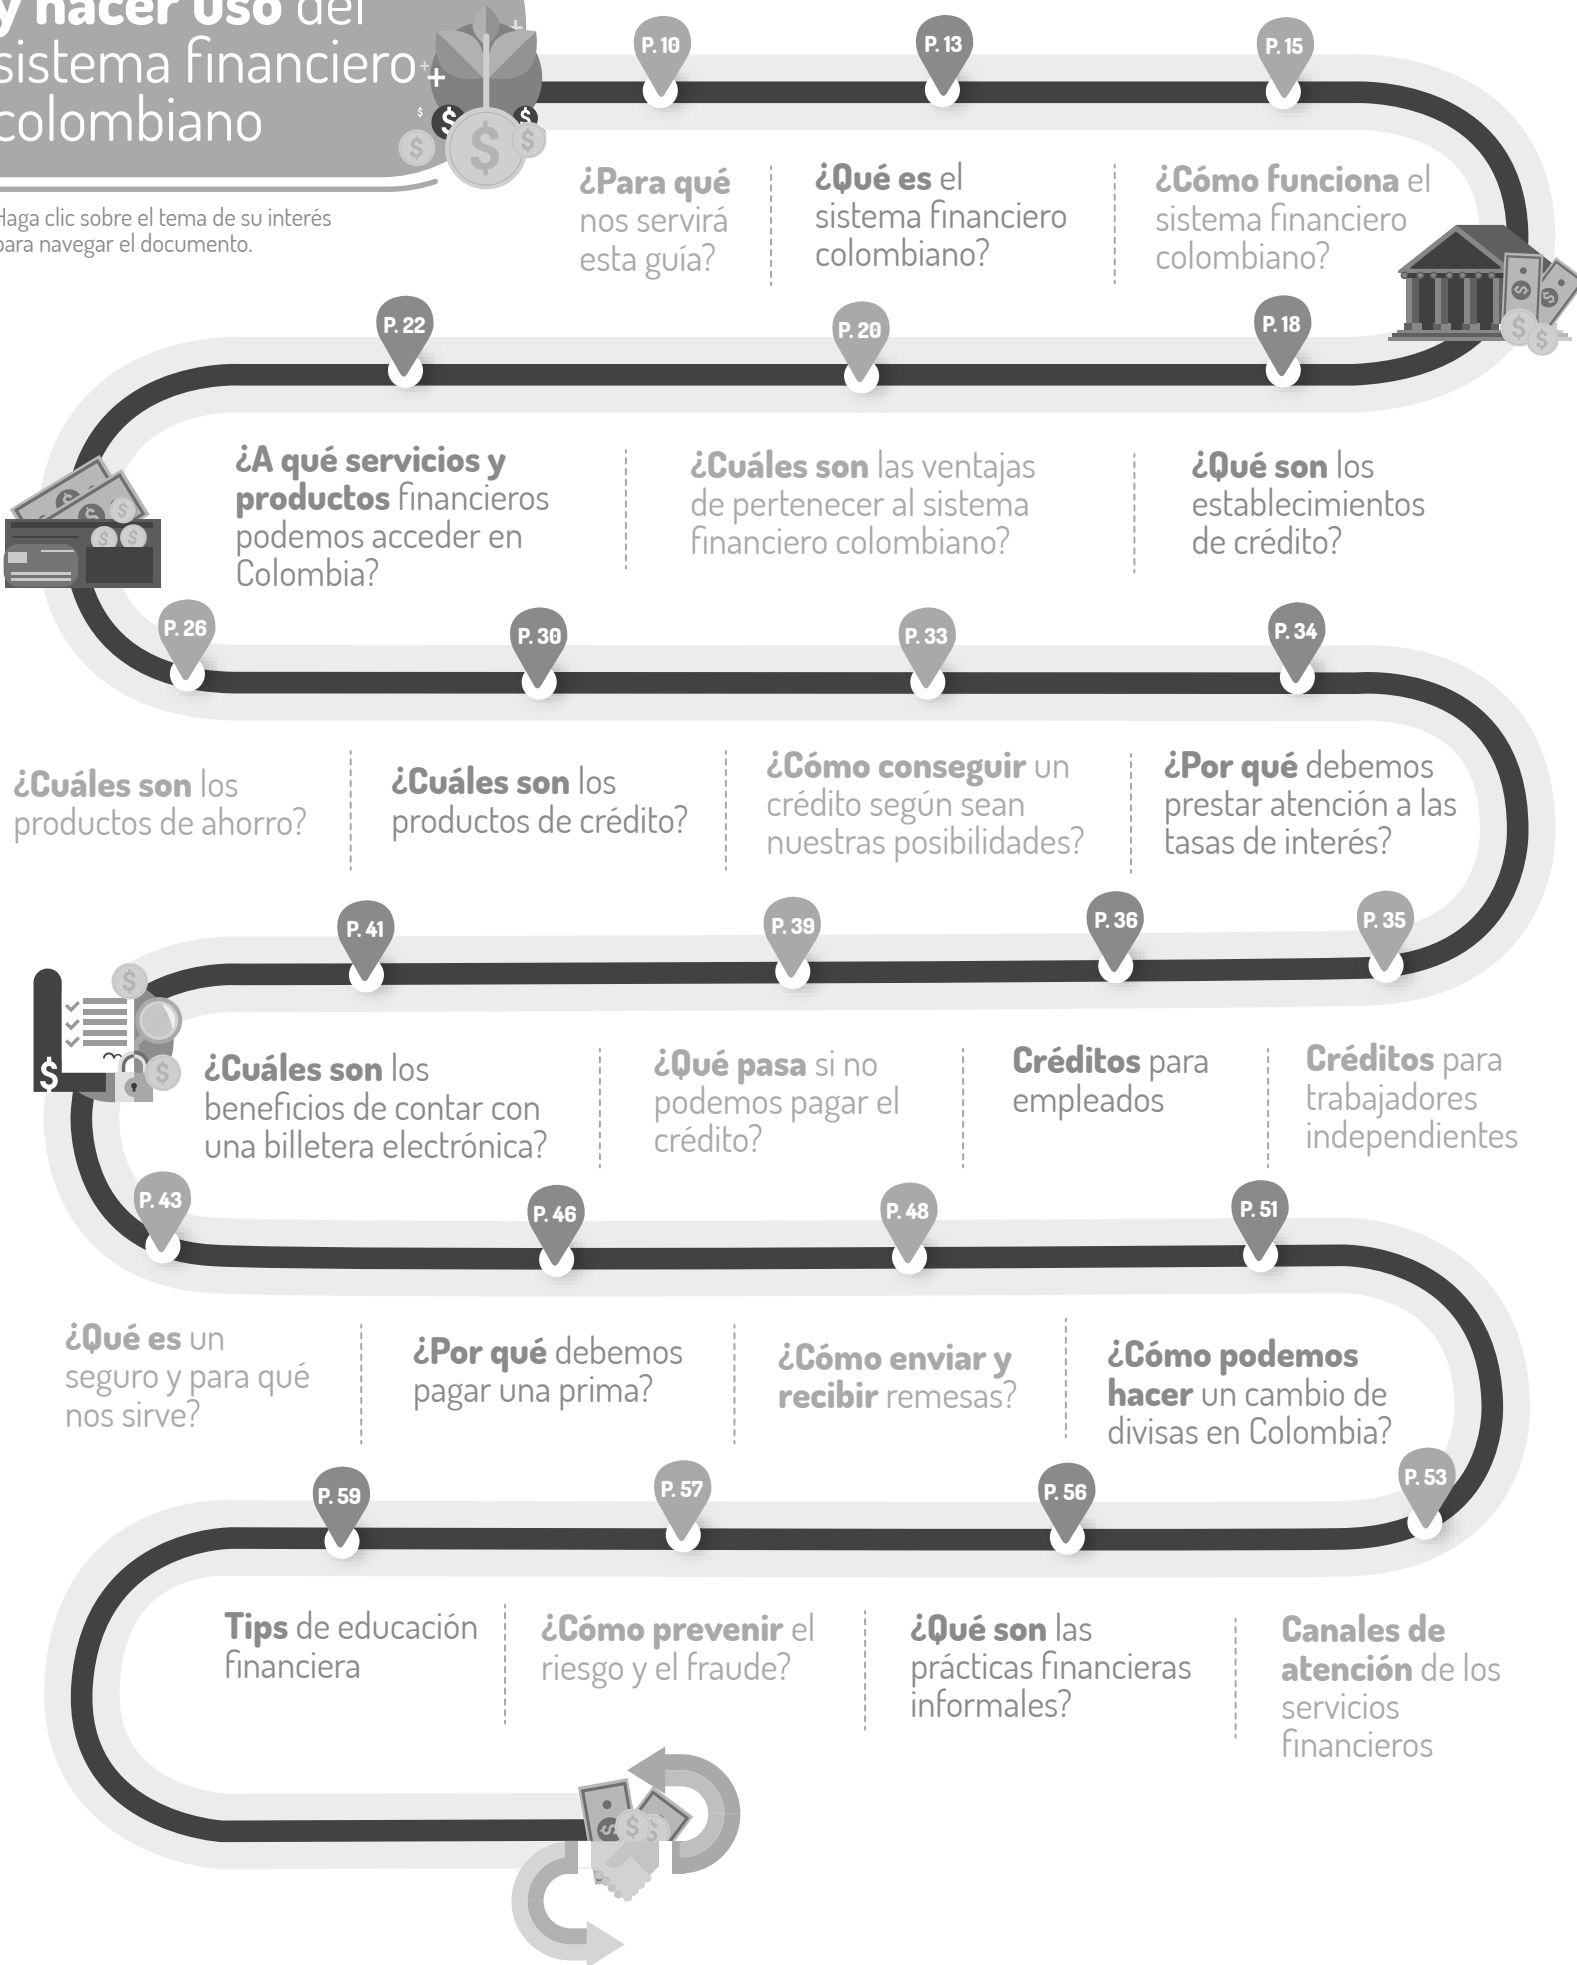 y hacer uso del
sistema financiero
colombiano
Haga clic sobre el tema de su interés
para navegar el documento.
P. 10
P. 13
P. 15
¿Para qué
nos servirá
esta guía?
¿Qué es el
sistema financiero
colombiano?
¿Cómo funciona el
sistema financiero
colombiano?
P. 22
P. 20
P. 18
¿A qué servicios y
productos financieros
podemos acceder en
Colombia?
¿Cuáles son las ventajas
de pertenecer al sistema
financiero colombiano?
¿Qué son los
establecimientos
de crédito?
P. 26
P. 30
P. 33
P. 34
¿Cuáles son los
productos de ahorro?
¿Cuáles son los
productos de crédito?
¿Cómo conseguir un
crédito según sean
nuestras posibilidades?
¿Por qué debemos
prestar atención a las
tasas de interés?
P. 41
P. 39
P. 36
P. 35
¿Cuáles son los
beneficios de contar con
una billetera electrónica?
¿Qué pasa si no
podemos pagar el
crédito?
Créditos para
empleados
Créditos para
trabajadores
independientes
P. 43
P. 46
P. 48
P. 51
¿Qué es un
seguro y para qué
nos sirve?
¿Por qué debemos
pagar una prima?
¿Cómo enviar y
recibir remesas?
¿Cómo podemos
hacer un cambio de
divisas en Colombia?
P. 59
P. 57
P. 56
P. 53
Tips de educación
financiera
¿Cómo prevenir el
riesgo y el fraude?
¿Qué son las
prácticas financieras
informales?
Canales de
atención de los
servicios
financieros